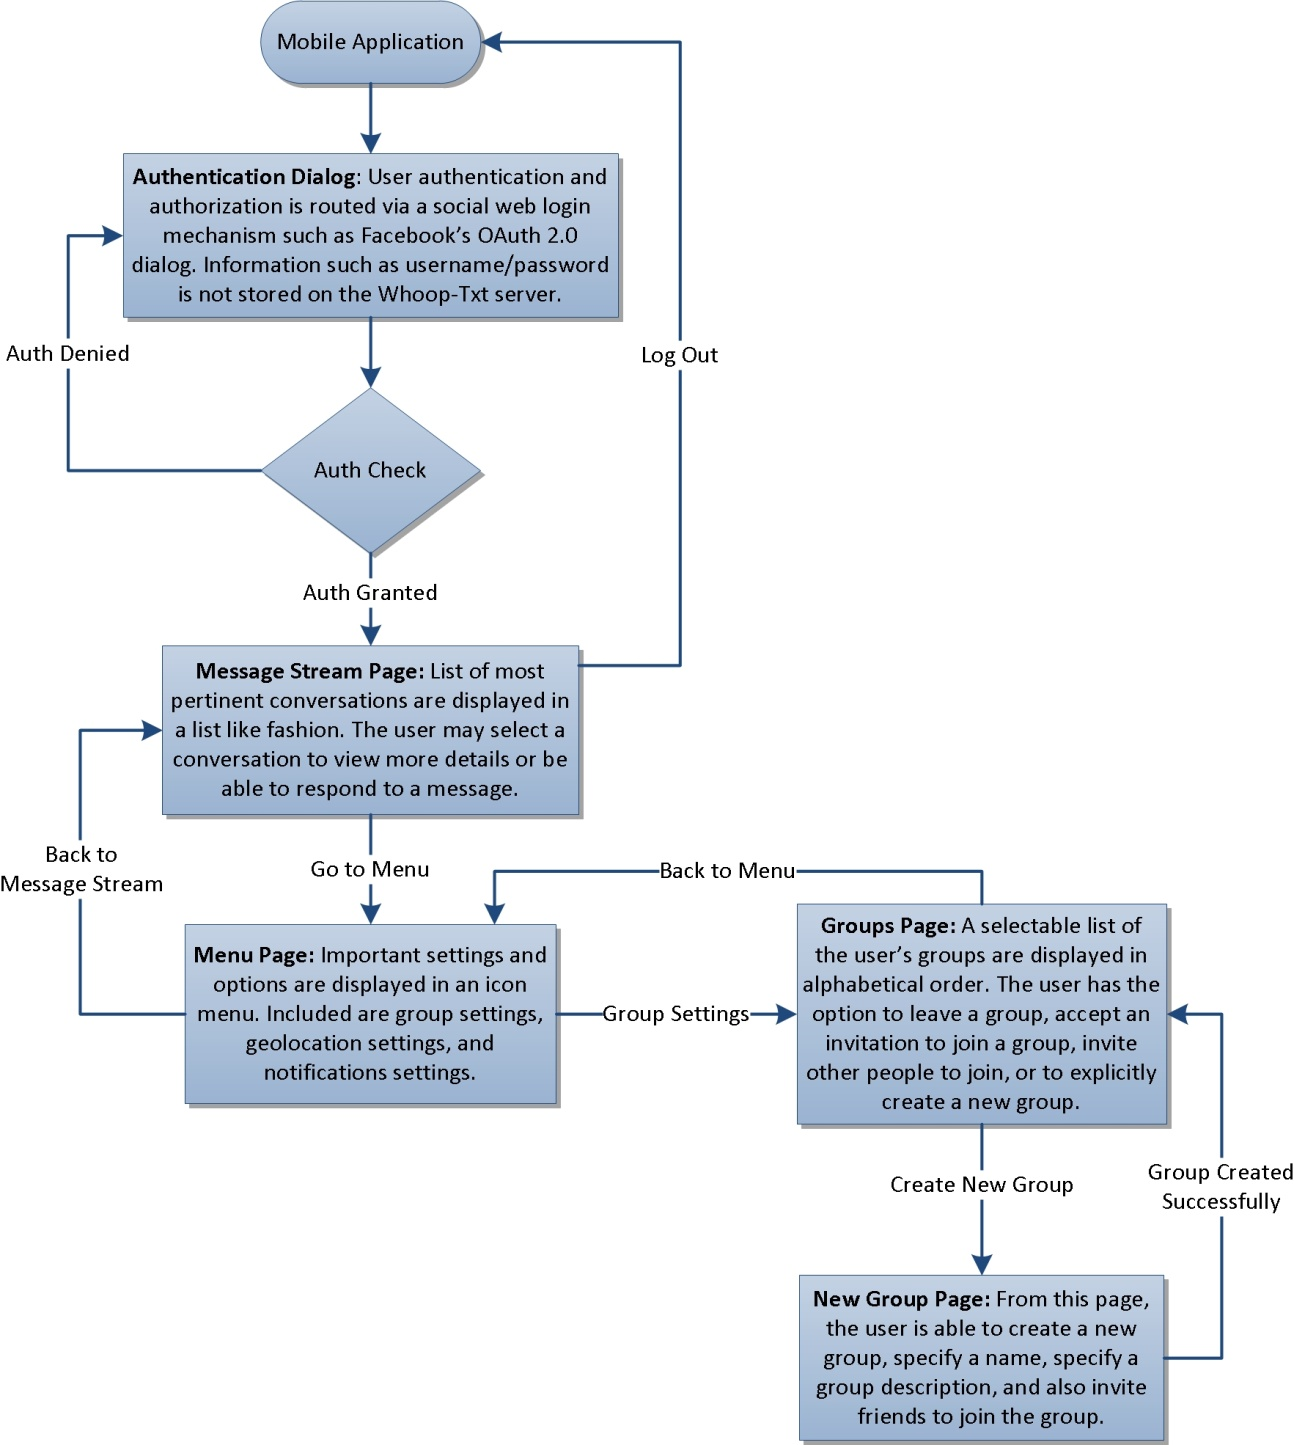 Mobile Application
Authentication Dialog: User authentication and
authorization is routed via a social web login
mechanism such as Facebook's OAuth 2.0
dialog. Information such as username/password
is not stored on the Whoop-Txt server.
Auth Denied
Log Out
Auth Check
Auth Granted
Message Stream Page: List of most
pertinent conversations are displayed in
a list like fashion. The user may select a
conversation to view more details or be
able to respond to a message.
Back to
Message Stream
Go to Menu
Back to Menu
Menu Page: Important settings and
options are displayed in an icon
menu. Included are group settings,
geolocation settings, and
notifications settings.
Group Settings
Groups Page: A selectable list of
the user's groups are displayed in
alphabetical order. The user has the
option to leave a group, accept an
invitation to join a group, invite
other people to join, or to explicitly
create a new group.
Create New Group
Group Created
Successfully
New Group Page: From this page,
the user is able to create a new
group, specify a name, specify a
group description, and also invite
friends to join the group.